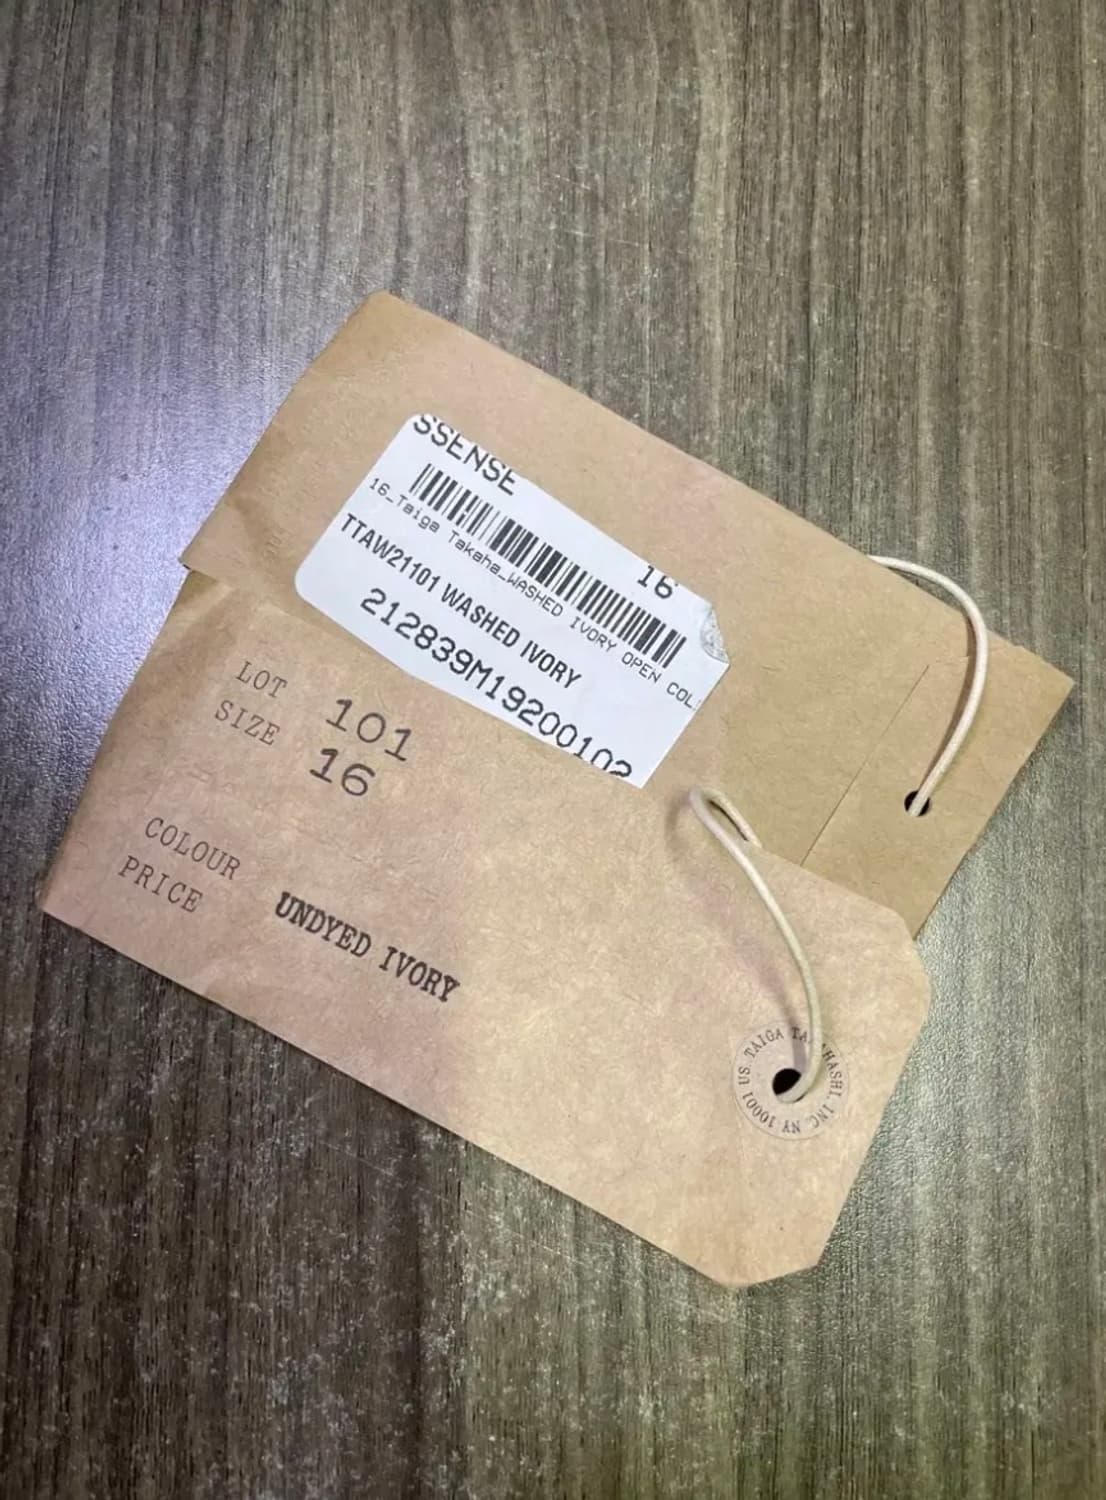 SSENSE
16
16_Taiga Takaha_WASHED IVORY OPEN COL
TTAW21101 WASHED IVORY
212839M19200102
LOT 101
SIZE 16
COLOUR UNDYED IVORY
PRICE
TAIGA TAKAHASHI, INC. NY 10001 US